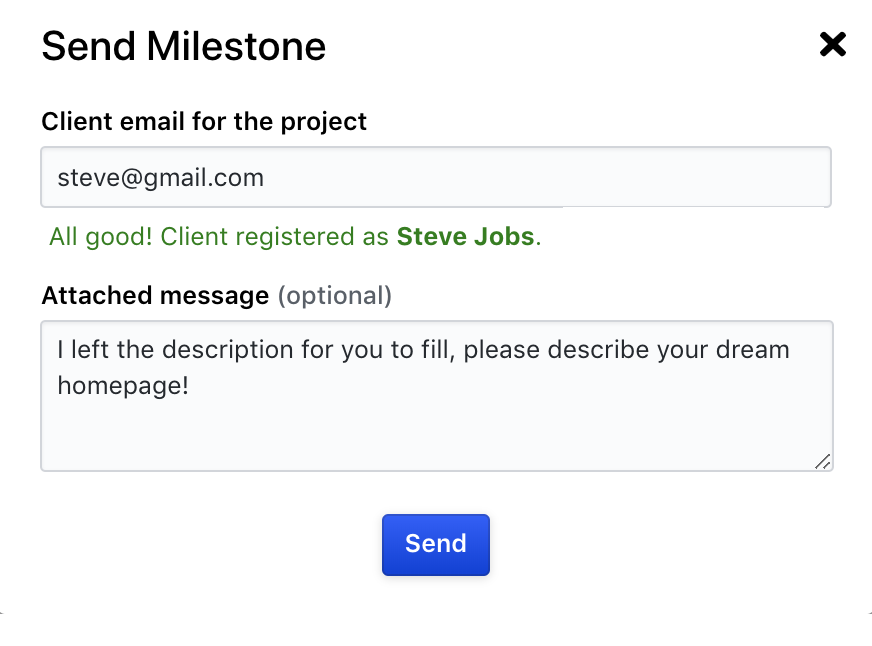 Send Milestone
Client email for the project
steve@gmail.com
All good! Client registered as Steve Jobs.
Attached message (optional)
I left the description for you to fill, please describe your dream
homepage!
Send